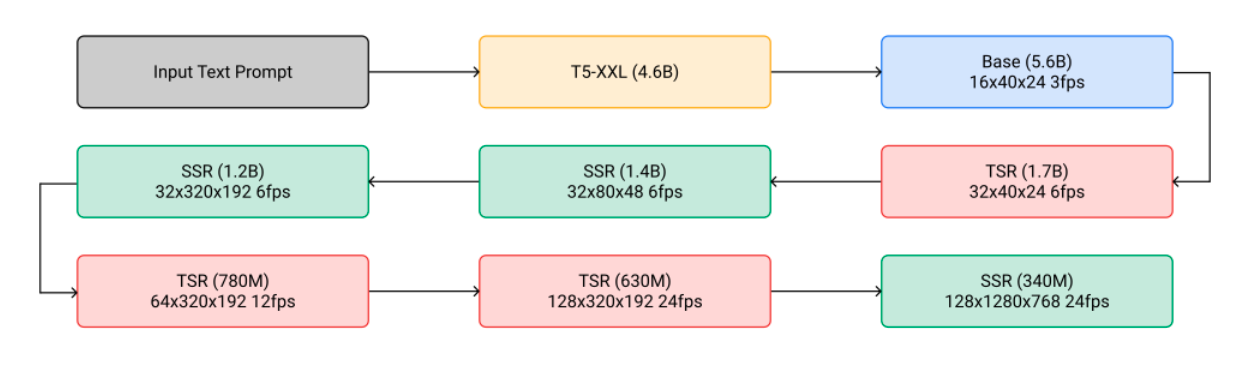 Input Text Prompt
T5-XXL (4.6B)
Base (5.6B)
16x40x24 3fps
TSR (1.7B)
32x40x24 6fps
SSR (1.4B)
32x80x48 6fps
SSR (1.2B)
32x320x192 6fps
TSR (780M)
64x320x192 12fps
TSR (630M)
128x320x192 24fps
SSR (340M)
128x1280x768 24fps